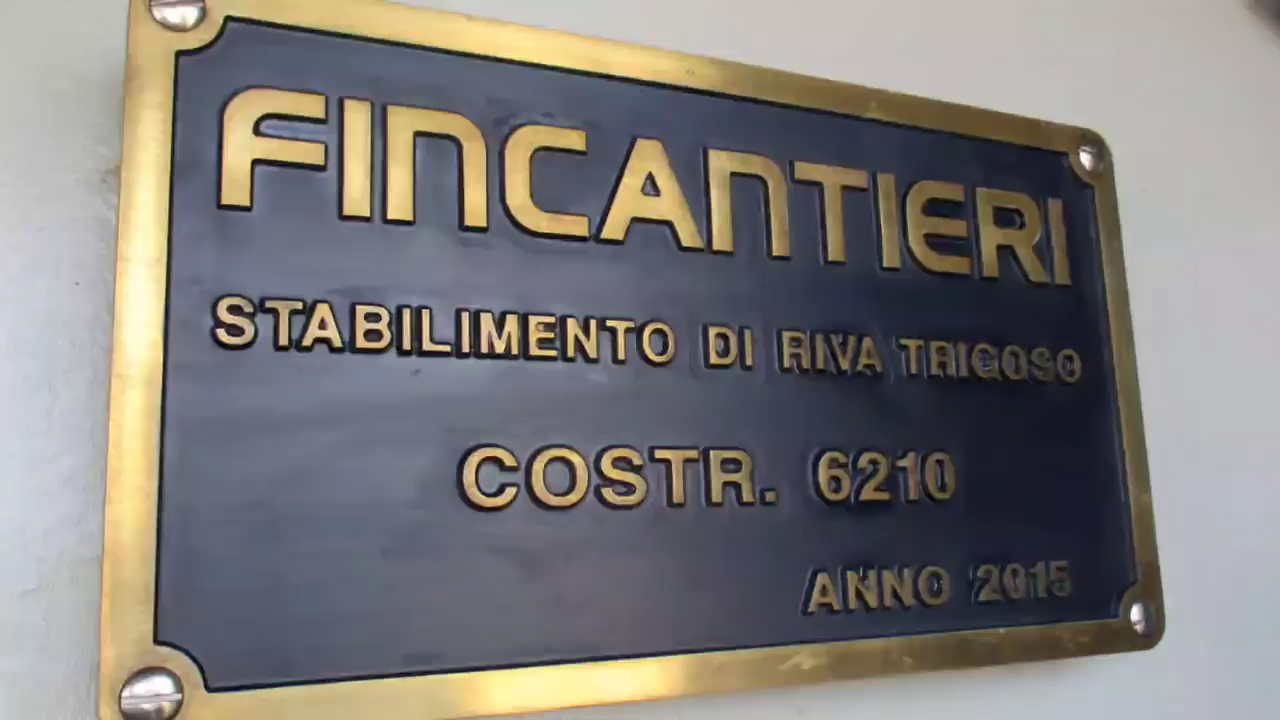 FINCANTIERI
STABILIMENTO DI RIVA TRIGOSO
COSTR. 6210
ANNO 2015